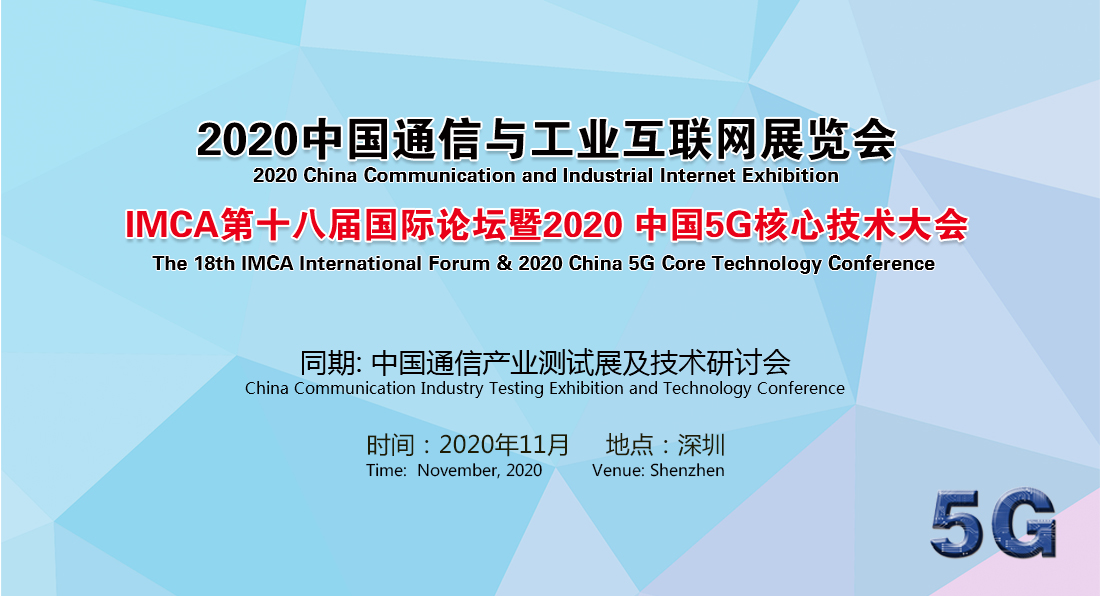 2020中国通信与工业互联网展览会
2020 China Communication and Industrial Internet Exhibition
IMCA第十八届国际论坛暨2020 中国5G核心技术大会
The 18th IMCA International Forum & 2020 China 5G Core Technology Conference
同期: 中国通信产业测试展及技术研讨会
China Communication Industry Testing Exhibition and Technology Conference
时间：2020年11月 地点：深圳
Time: November, 2020 Venue: Shenzhen
5G